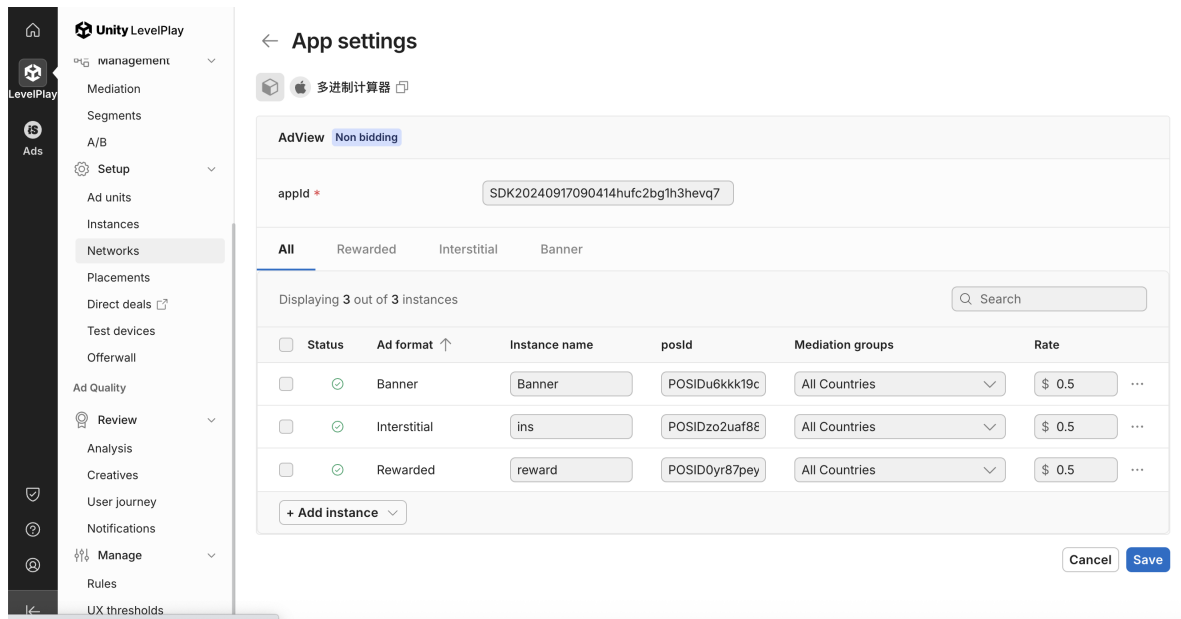 Unity LevelPlay
LevelPlay
Ads
Management
Mediation
Segments
A/B
Setup
Ad units
Instances
Networks
Placements
Direct deals
Test devices
Offerwall
Ad Quality
Review
Analysis
Creatives
User journey
Notifications
Manage
Rules
UX thresholds
App settings
多进制计算器
AdView Non bidding
appId * SDK20240917090414hufc2bg1h3hevq7
All Rewarded Interstitial Banner
Displaying 3 out of 3 instances Search
Status Ad format Instance name posId Mediation groups Rate
Banner Banner POSIDu6kkk19c All Countries $ 0.5
Interstitial ins POSIDzo2uaf88 All Countries $ 0.5
Rewarded reward POSID0yr87pey All Countries $ 0.5
+ Add instance
Cancel Save